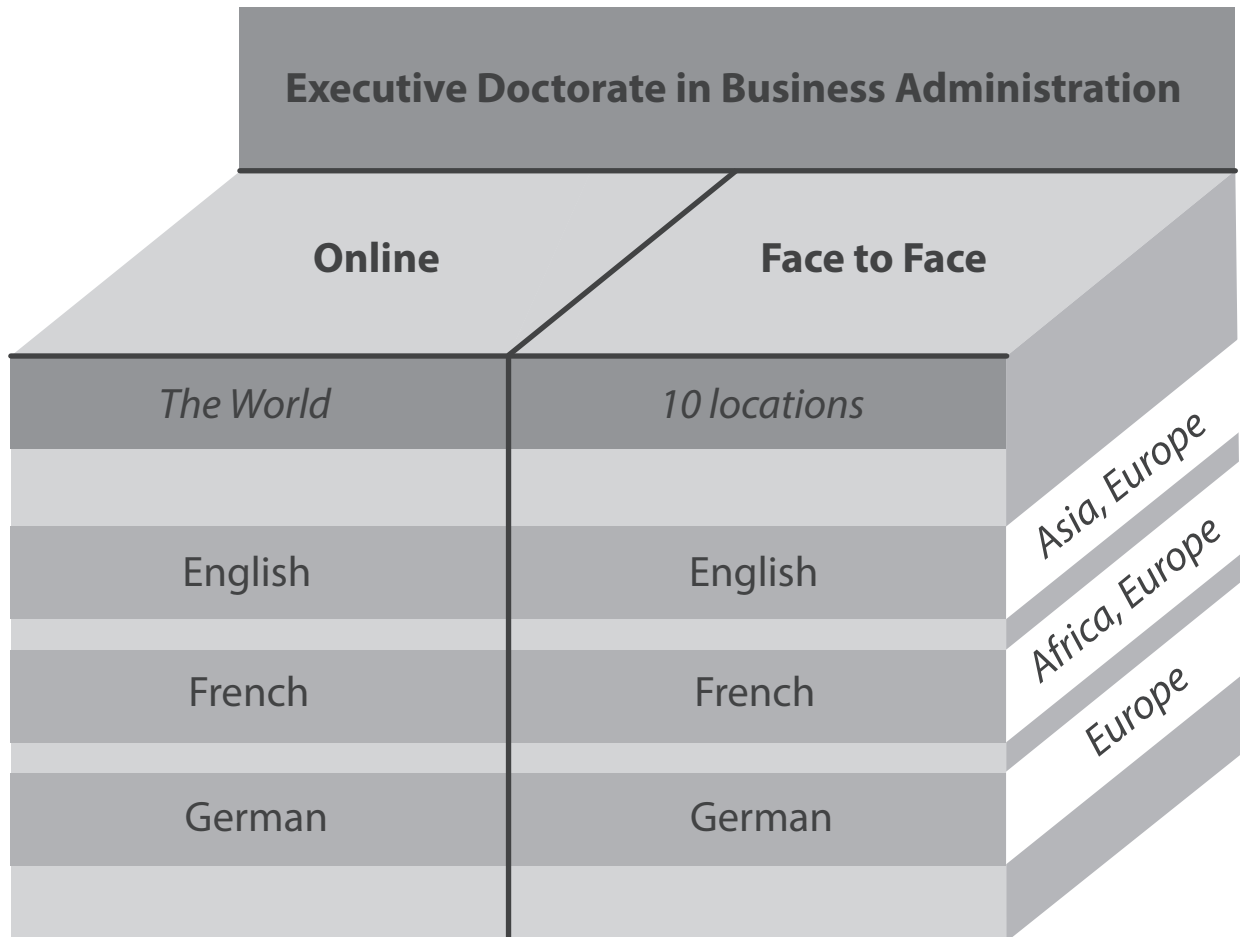 Executive Doctorate in Business Administration
Online
Face to Face
The World
10 locations
English
English
Asia, Europe
French
French
Africa, Europe
German
German
Europe